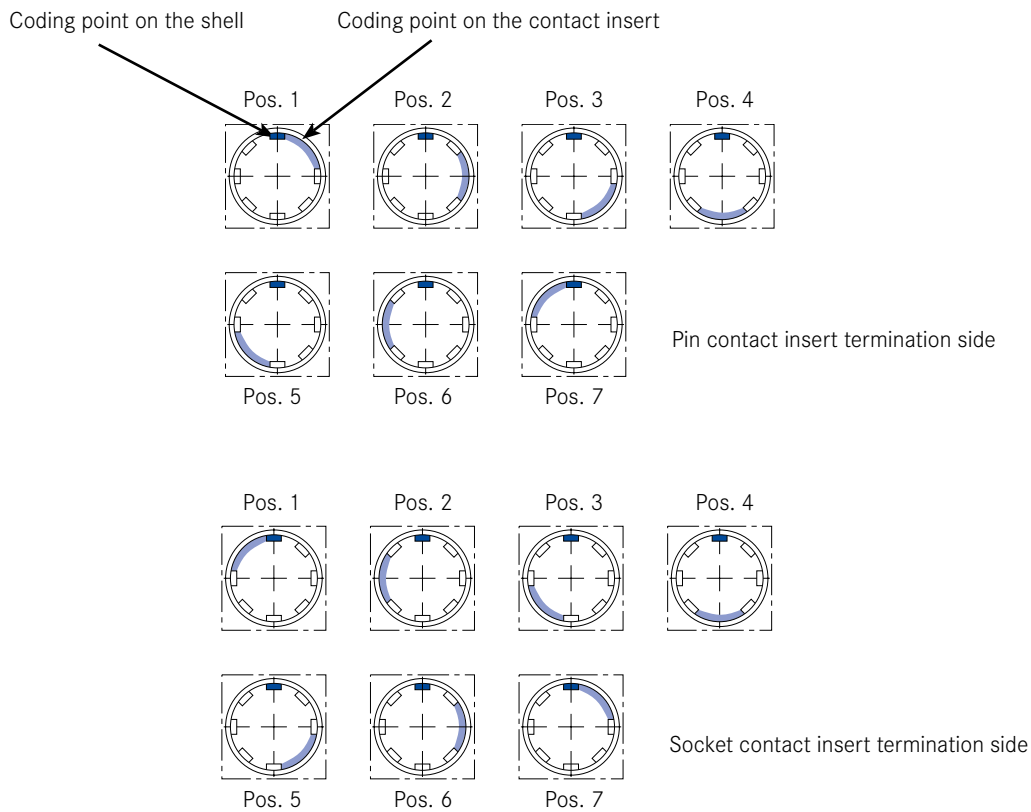 Coding point on the shell
Coding point on the contact insert
Pos. 1
Pos. 2
Pos. 3
Pos. 4
Pin contact insert termination side
Pos. 5
Pos. 6
Pos. 7
Pos. 1
Pos. 2
Pos. 3
Pos. 4
Socket contact insert termination side
Pos. 5
Pos. 6
Pos. 7